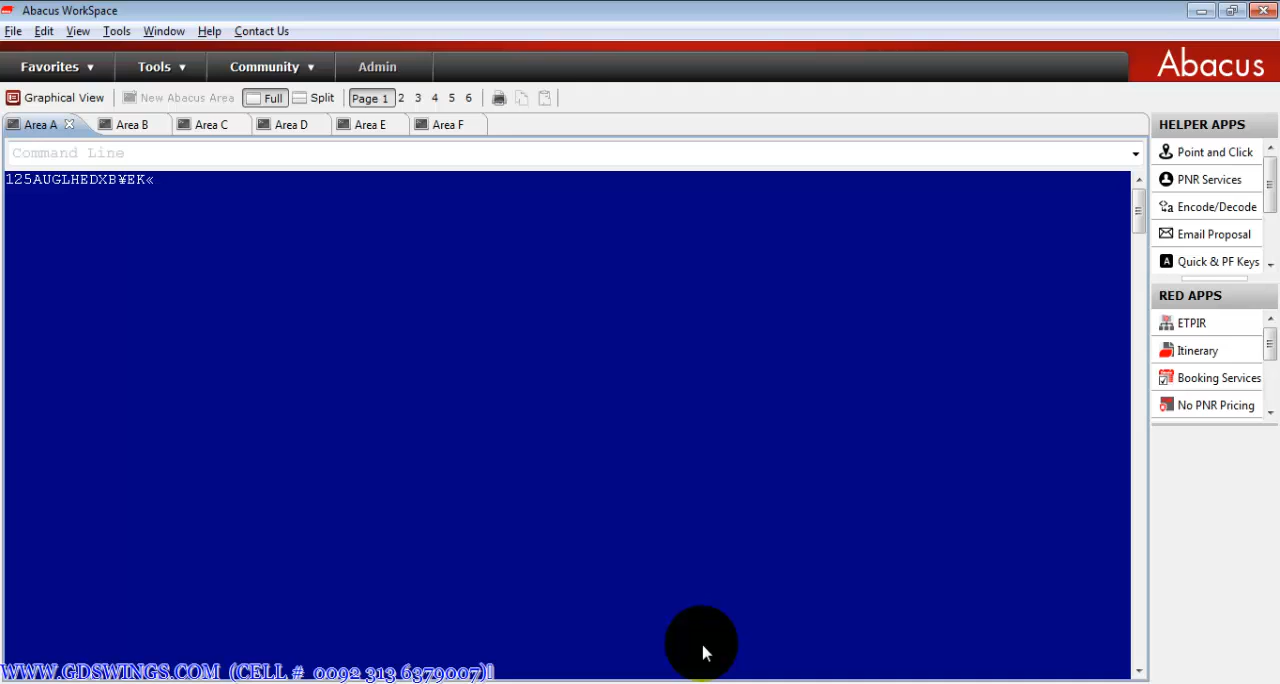 Abacus WorkSpace
File Edit View Tools Window Help Contact Us
Favorites ▼ Tools ▼ Community ▼ Admin
Abacus
Graphical View New Abacus Area Full Split Page 1 2 3 4 5 6
Area A Area B Area C Area D Area E Area F
HELPER APPS
Command Line
125AUGLHEDXB¥EK«
Point and Click
PNR Services
Encode/Decode
Email Proposal
Quick & PF Keys
RED APPS
ETPIR
Itinerary
Booking Services
No PNR Pricing
WWW.GDSWINGS.COM (CELL # 0092 313 6379007)